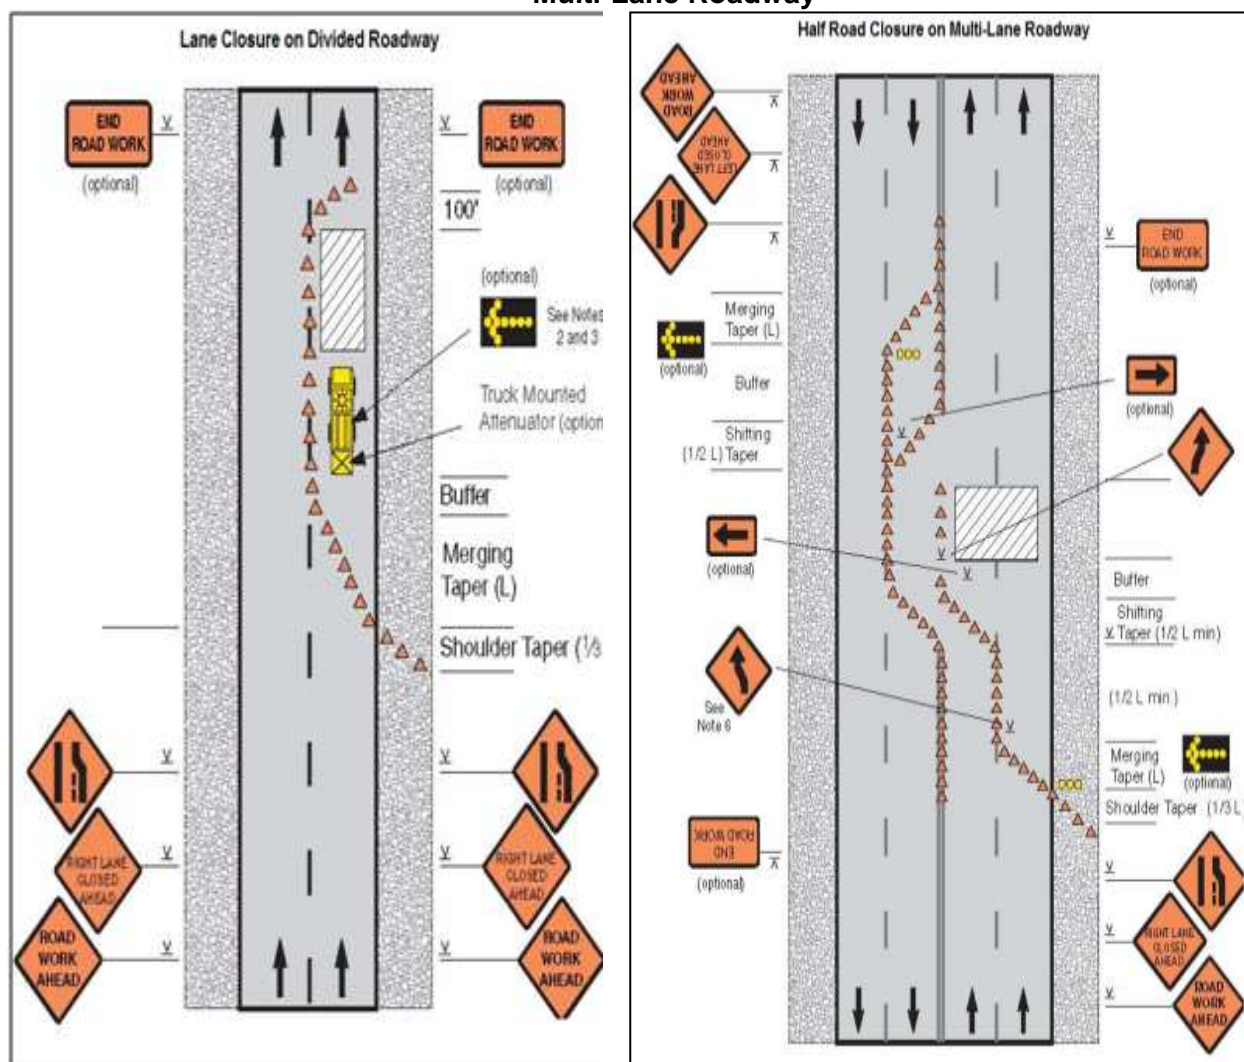 Multi-Lane Roadway
Lane Closure on Divided Roadway
END
ROAD WORK
(optional)
END
ROAD WORK
(optional)
100'
(optional)
See Notes
2 and 3
Truck Mounted
Attenuator (option
Buffer
Merging
Taper (L)
Shoulder Taper (1/3
RIGHT LANE
CLOSED
AHEAD
RIGHT LANE
CLOSED
AHEAD
ROAD
WORK
AHEAD
ROAD
WORK
AHEAD
Half Road Closure on Multi-Lane Roadway
ROAD
WORK
AHEAD
LEFT LANE
CLOSED
AHEAD
END
ROAD WORK
(optional)
Merging
Taper (L)
(optional)
Buffer
(optional)
Shifting
(1/2 L) Taper
(optional)
Buffer
Shifting
Taper (1/2 L min)
See
Note 6
(1/2 L min.)
Merging
Taper (L)
(optional)
Shoulder Taper (1/3 L)
END
ROAD WORK
(optional)
RIGHT LANE
CLOSED
AHEAD
ROAD
WORK
AHEAD